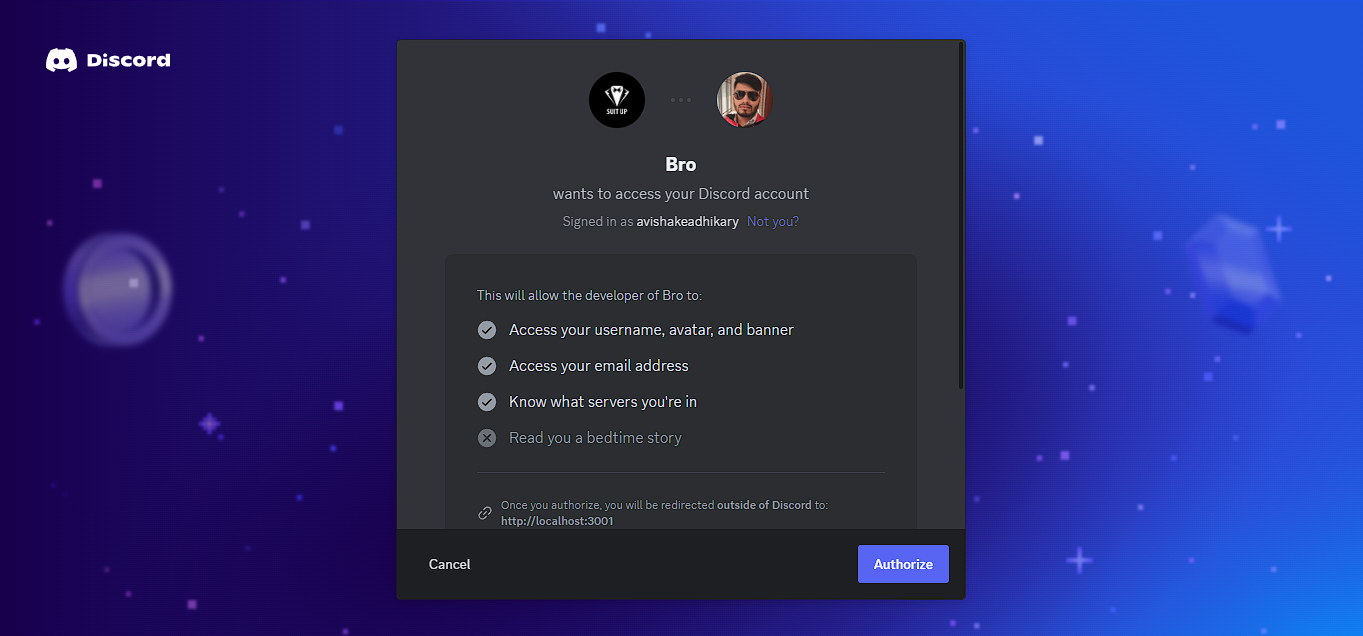 Discord
SUIT UP
Bro
wants to access your Discord account
Signed in as avishakeadhikary Not you?
This will allow the developer of Bro to:
Access your username, avatar, and banner
Access your email address
Know what servers you're in
Read you a bedtime story
Once you authorize, you will be redirected outside of Discord to:
http://localhost:3001
Cancel
Authorize